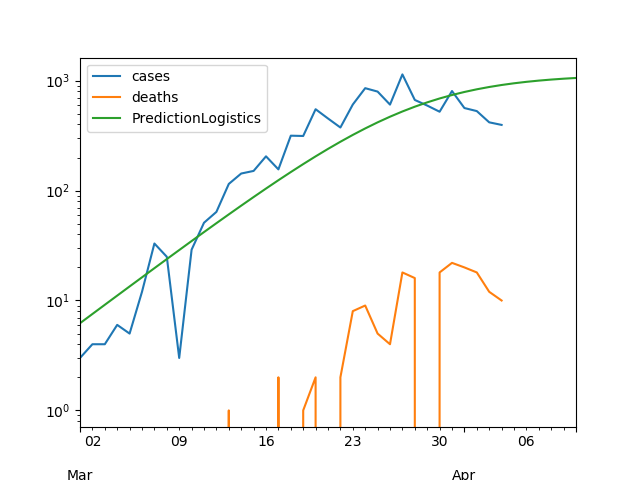 cases
deaths
PredictionLogistics
10³
10²
10¹
10⁰
02 09 16 23 30 06
Mar Apr